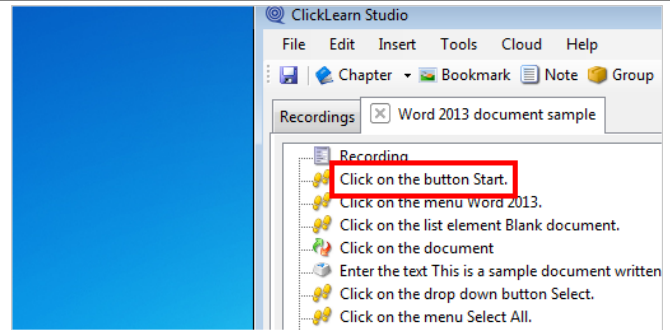 ClickLearn Studio
File Edit Insert Tools Cloud Help
Chapter Bookmark Note Group
Recordings Word 2013 document sample
Recording
Click on the button Start.
Click on the menu Word 2013.
Click on the list element Blank document.
Click on the document
Enter the text This is a sample document written
Click on the drop down button Select.
Click on the menu Select All.